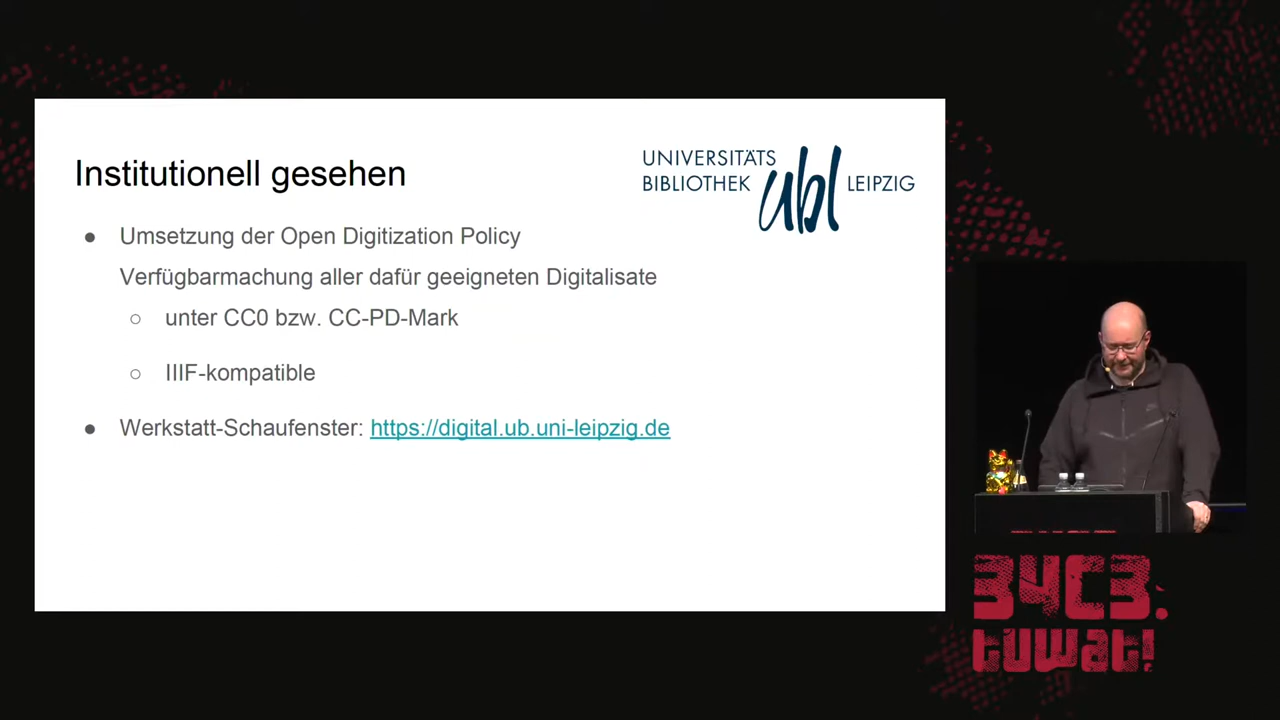 Institutionell gesehen
UNIVERSITÄTS
BIBLIOTHEK ubl LEIPZIG
● Umsetzung der Open Digitization Policy
Verfügbarmachung aller dafür geeigneten Digitalisate
○ unter CC0 bzw. CC-PD-Mark
○ IIIF-kompatible
● Werkstatt-Schaufenster: https://digital.ub.uni-leipzig.de
34C3.
tuwat!